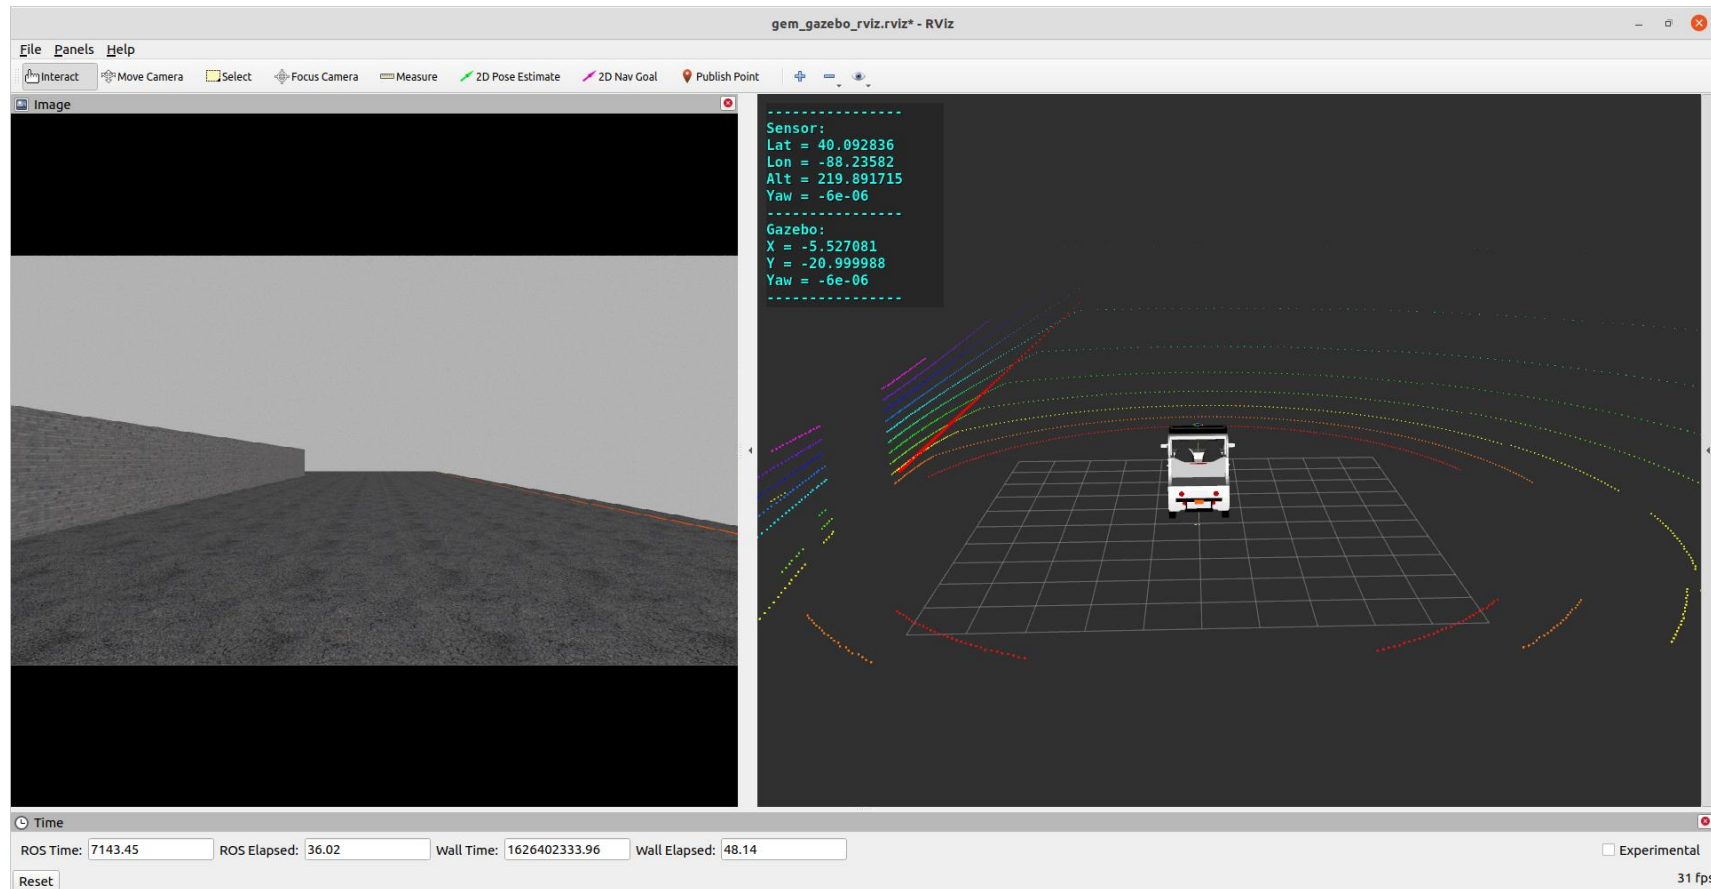 gem_gazebo_rviz.rviz* - RViz
File Panels Help
Interact Move Camera Select Focus Camera Measure 2D Pose Estimate 2D Nav Goal Publish Point
Image
----------------
Sensor:
Lat = 40.092836
Lon = -88.23582
Alt = 219.891715
Yaw = -6e-06
----------------
Gazebo:
X = -5.527081
Y = -20.999988
Yaw = -6e-06
----------------
Time
ROS Time: 7143.45 ROS Elapsed: 36.02 Wall Time: 1626402333.96 Wall Elapsed: 48.14 Experimental
Reset 31 fps